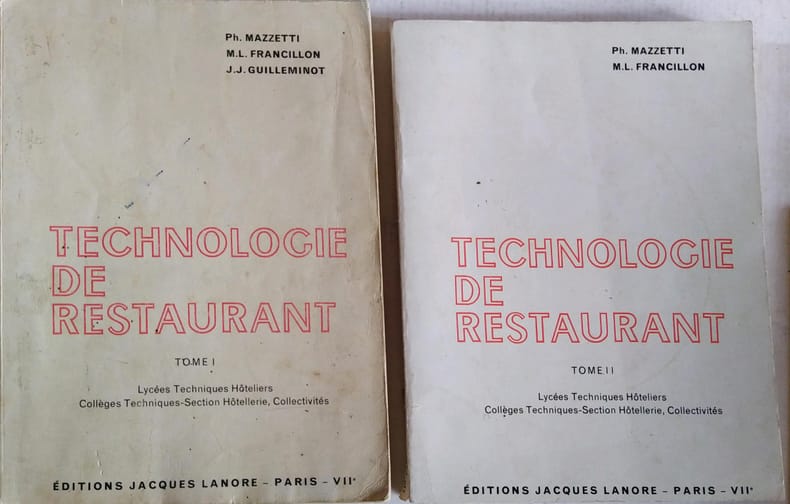 Ph. MAZZETTI
M.L. FRANCILLON
J.J. GUILLEMINOT
TECHNOLOGIE
DE
RESTAURANT
TOME I
Lycées Techniques Hôteliers
Collèges Techniques-Section Hôtellerie, Collectivités
ÉDITIONS JACQUES LANORE – PARIS – VIIe
Ph. MAZZETTI
M.L. FRANCILLON
TECHNOLOGIE
DE
RESTAURANT
TOME II
Lycées Techniques Hôteliers
Collèges Techniques-Section Hôtellerie, Collectivités
ÉDITIONS JACQUES LANORE – PARIS – VIIe